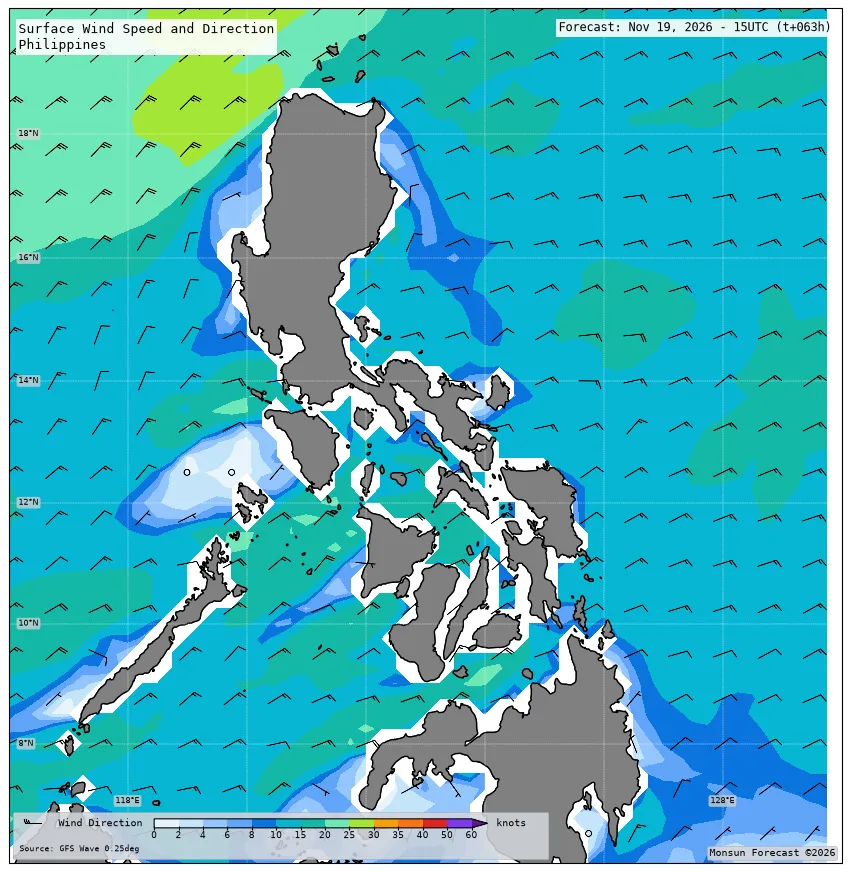 Surface Wind Speed and Direction
Philippines
Forecast: Nov 19, 2026 - 15UTC (t+063h)
18°N
16°N
14°N
12°N
10°N
8°N
118°E
128°E
Wind Direction
0 2 4 6 8 10 15 20 25 30 35 40 50 60
knots
Source: GFS Wave 0.25deg
Monsun Forecast ©2026